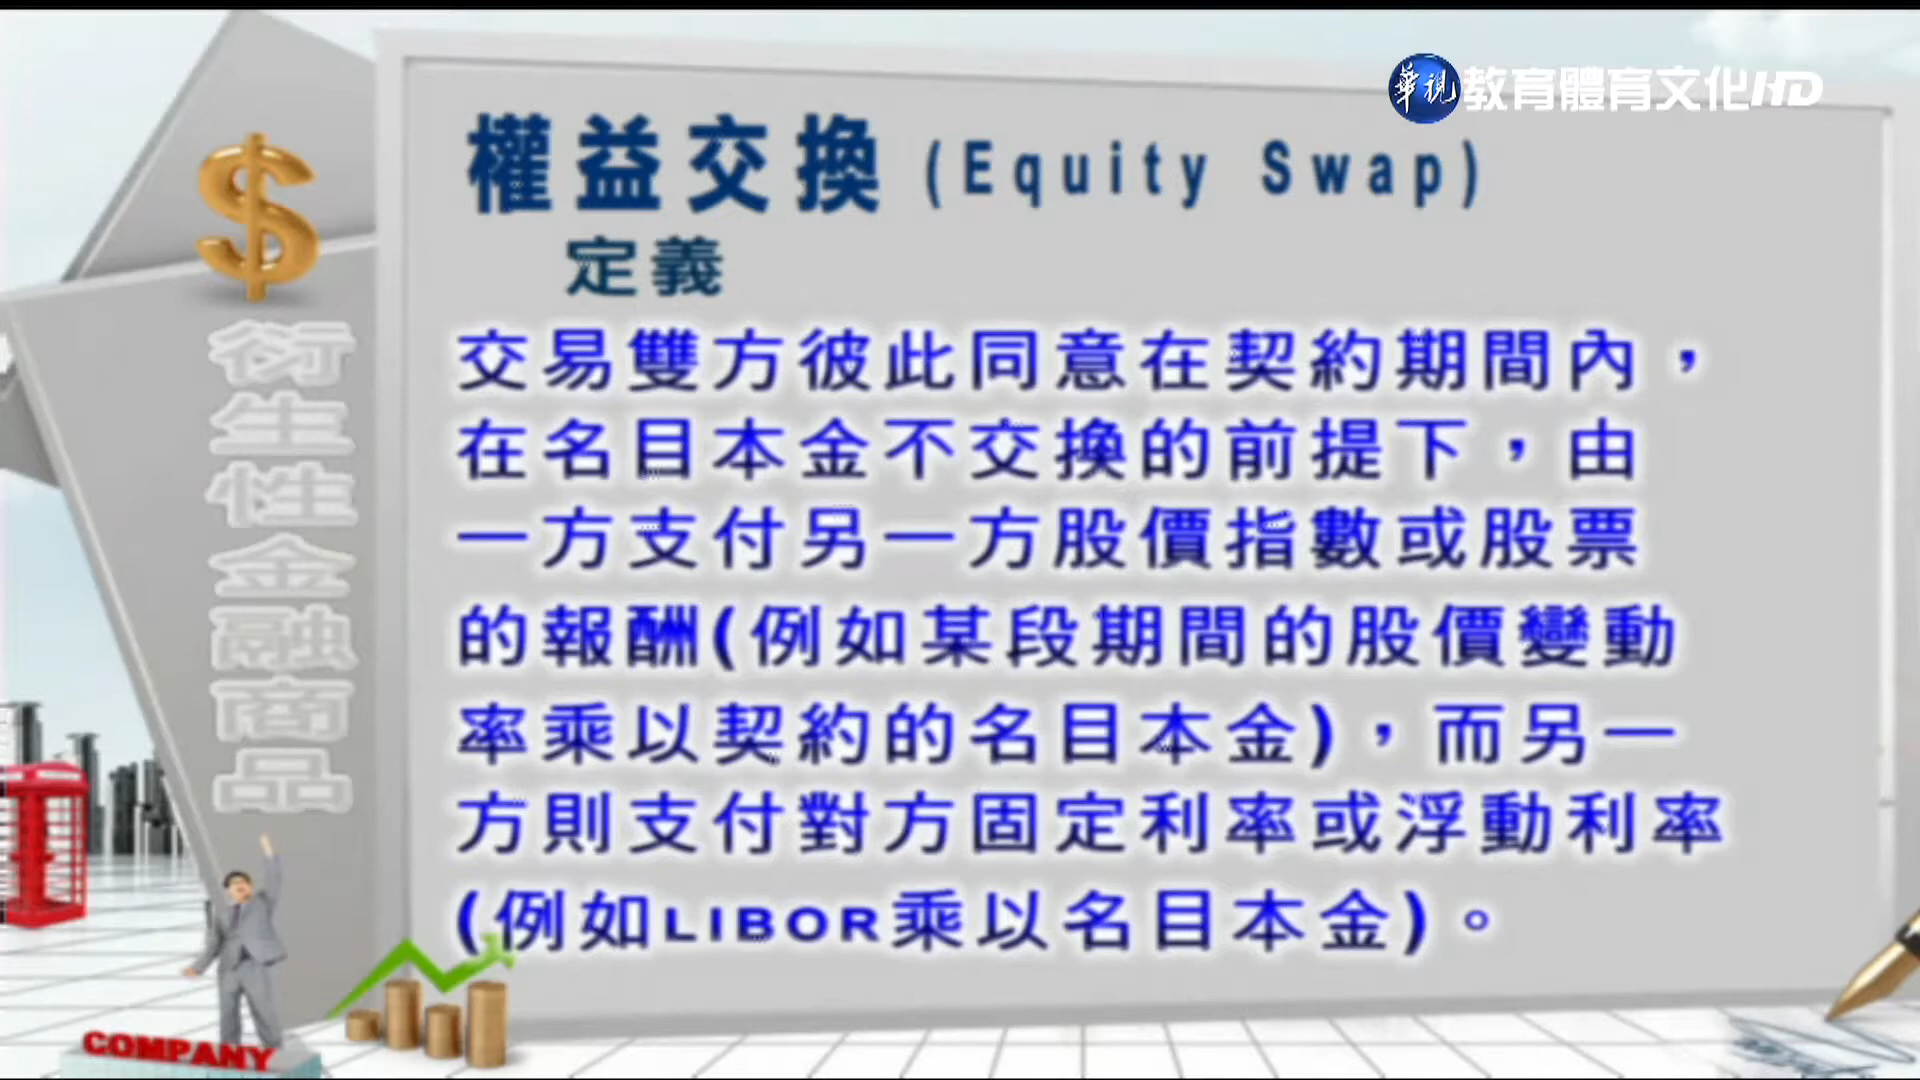 華視 教育體育文化HD
權益交換 (Equity Swap)
定義
交易雙方彼此同意在契約期間內，
在名目本金不交換的前提下，由
一方支付另一方股價指數或股票
的報酬(例如某段期間的股價變動
率乘以契約的名目本金)，而另一
方則支付對方固定利率或浮動利率
(例如LIBOR乘以名目本金)。
衍生性金融商品
COMPANY